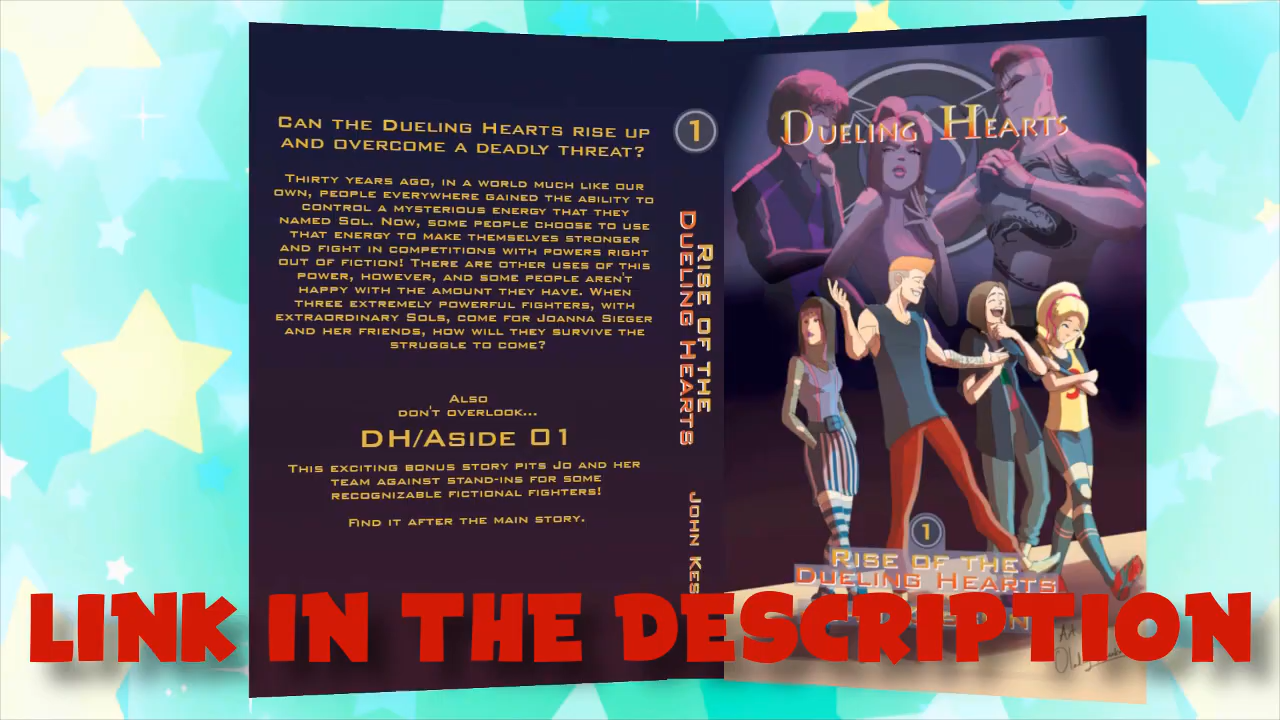 CAN THE DUELING HEARTS RISE UP
AND OVERCOME A DEADLY THREAT?
THIRTY YEARS AGO, IN A WORLD MUCH LIKE OUR
OWN, PEOPLE EVERYWHERE GAINED THE ABILITY TO
CONTROL A MYSTERIOUS ENERGY THAT THEY
NAMED SOL. NOW, SOME PEOPLE CHOOSE TO USE
THAT ENERGY TO MAKE THEMSELVES STRONGER
AND FIGHT IN COMPETITIONS WITH POWERS RIGHT
OUT OF FICTION! THERE ARE OTHER USES OF THIS
POWER, HOWEVER, AND SOME PEOPLE AREN'T
HAPPY WITH THE AMOUNT THEY HAVE. WHEN
THREE EXTREMELY POWERFUL FIGHTERS, WITH
EXTRAORDINARY SOLS, COME FOR JOANNA SIEGER
AND HER FRIENDS, HOW WILL THEY SURVIVE THE
STRUGGLE TO COME?
ALSO
DON'T OVERLOOK...
DH/ASIDE 01
THIS EXCITING BONUS STORY PITS JO AND HER
TEAM AGAINST STAND-INS FOR SOME
RECOGNIZABLE FICTIONAL FIGHTERS!
FIND IT AFTER THE MAIN STORY.
1
RISE OF THE
DUELING HEARTS
JOHN KES
DUELING HEARTS
1
RISE OF THE
DUELING HEARTS
LINK IN THE DESCRIPTION